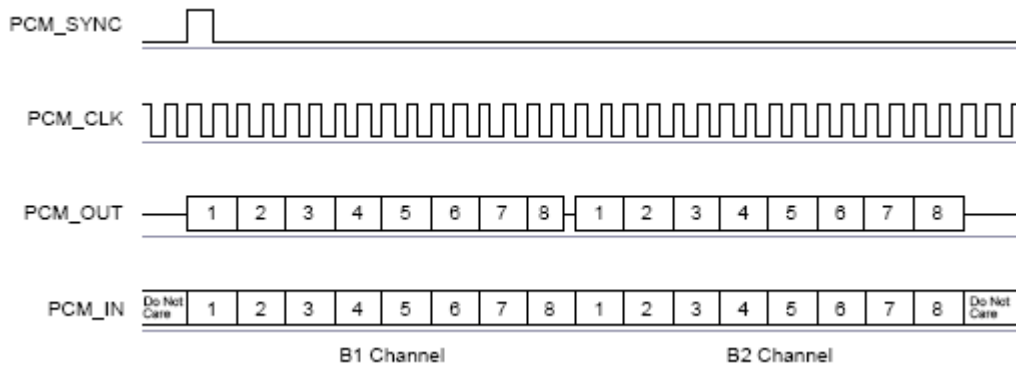 PCM_SYNC
PCM_CLK
PCM_OUT 1 2 3 4 5 6 7 8 1 2 3 4 5 6 7 8
PCM_IN Do Not Care 1 2 3 4 5 6 7 8 1 2 3 4 5 6 7 8 Do Not Care
B1 Channel B2 Channel